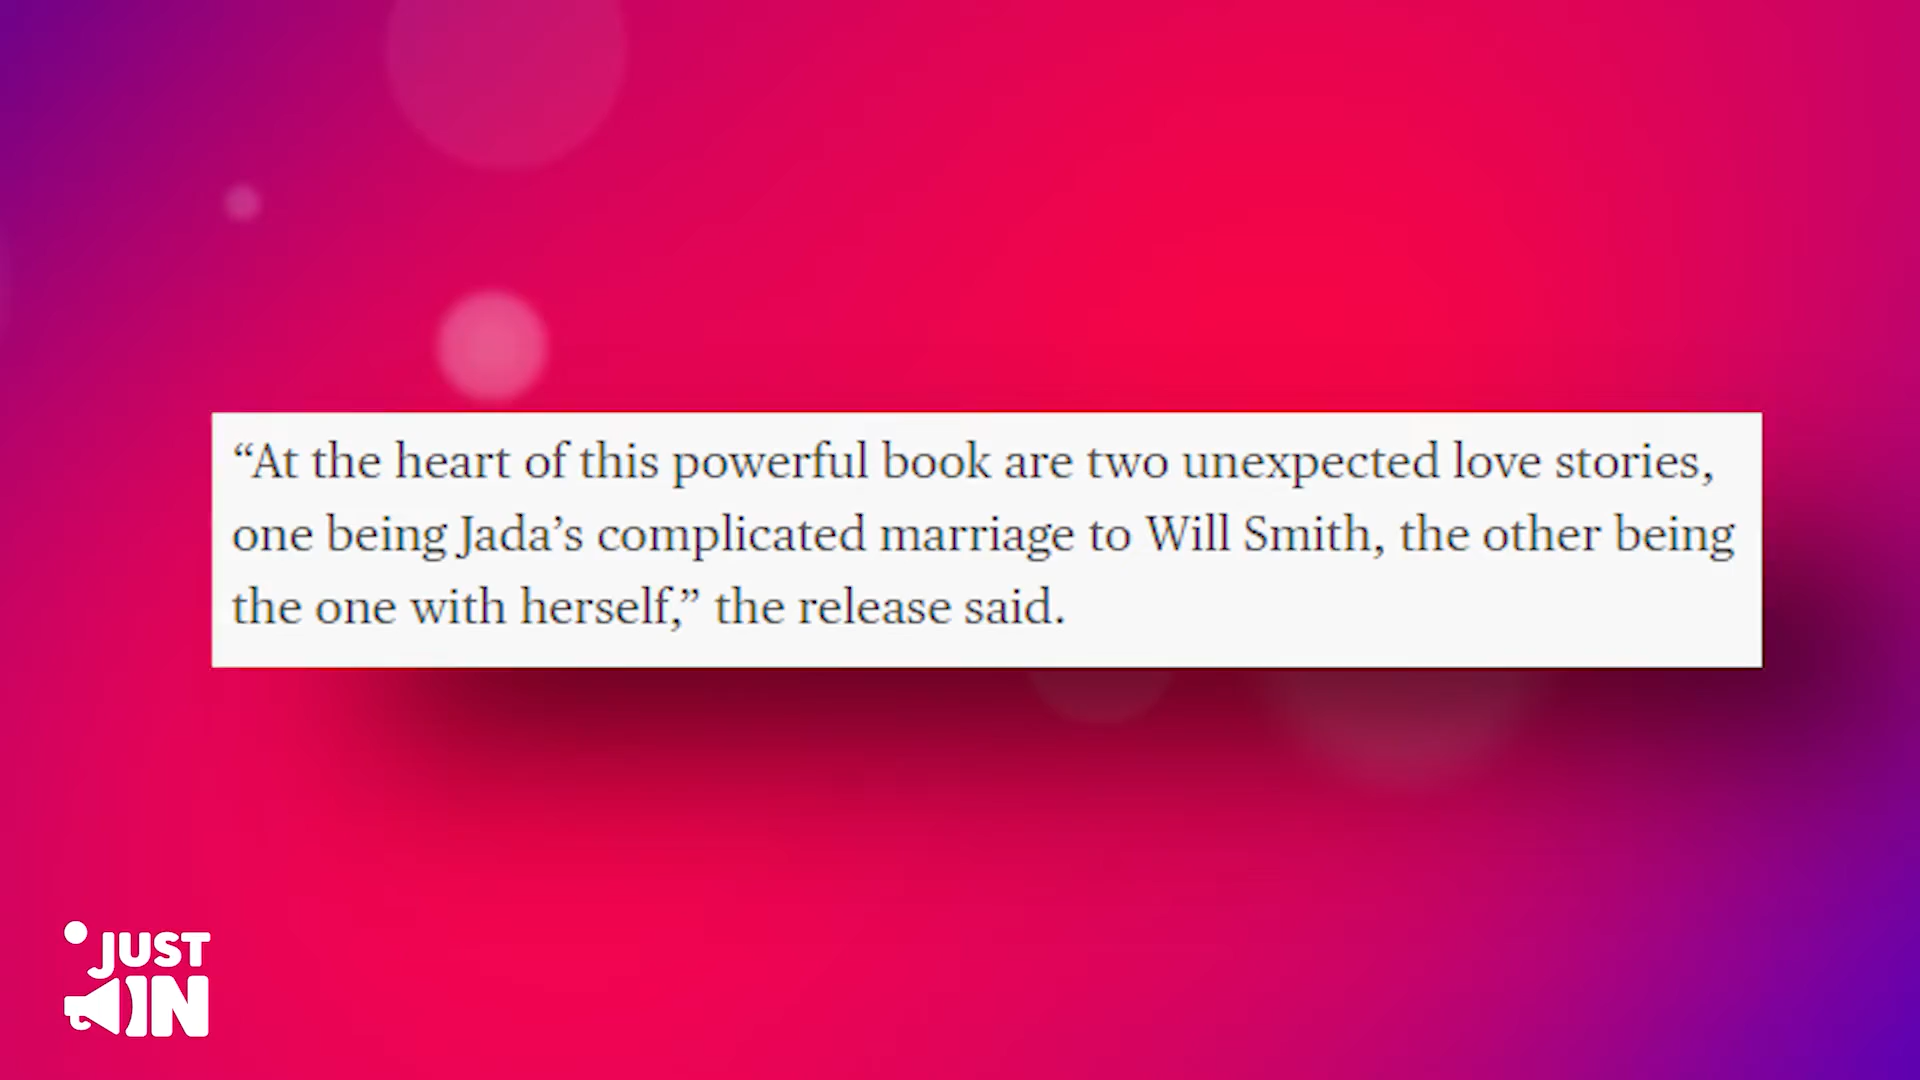 “At the heart of this powerful book are two unexpected love stories,
one being Jada’s complicated marriage to Will Smith, the other being
the one with herself,” the release said.
JUST
IN